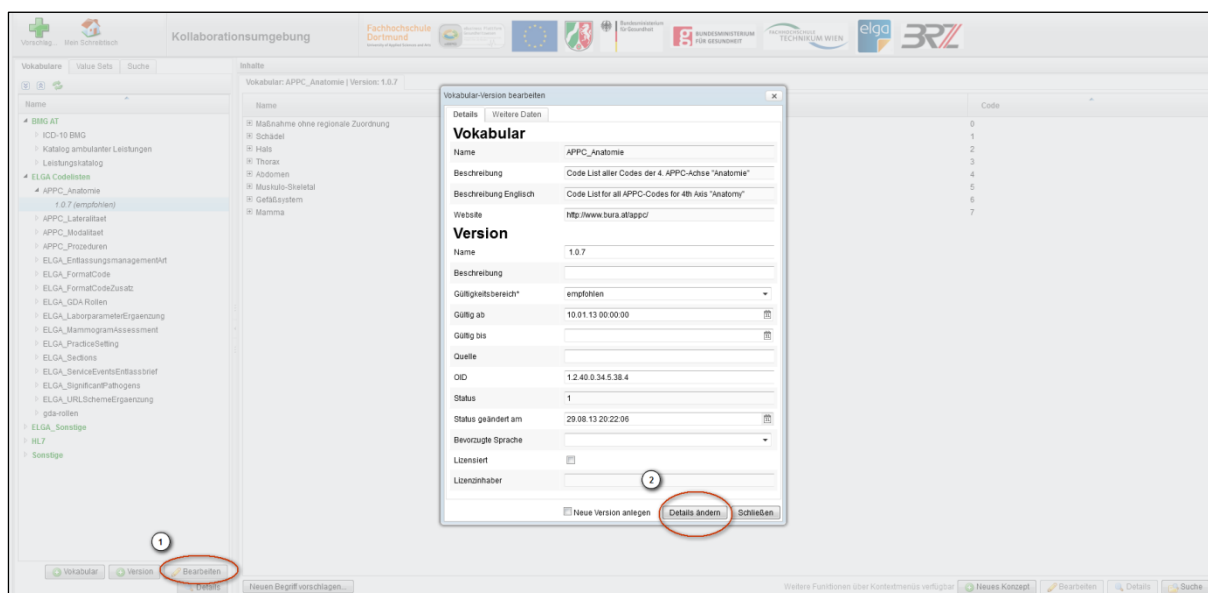 Vorschlag... Mein Schreibtisch
Kollaborationsumgebung
Fachhochschule
Dortmund
Bundesministerium
für Gesundheit
BUNDESMINISTERIUM
FÜR GESUNDHEIT
FACHHOCHSCHULE
TECHNIKUM WIEN
elga
BRZ
Vokabulare Value Sets Suche
Inhalte
Vokabular: APPC_Anatomie | Version: 1.0.7
Name
BMG AT
ICD-10 BMG
Katalog ambulanter Leistungen
Leistungskatalog
ELGA Codelisten
APPC_Anatomie
1.0.7 (empfohlen)
APPC_Lateralitaet
APPC_Modalitaet
APPC_Prozeduren
ELGA_EntlassungsmanagementArt
ELGA_FormatCode
ELGA_FormatCodeZusatz
ELGA_GDA Rollen
ELGA_LaborparameterErgaenzung
ELGA_MammogramAssessment
ELGA_PracticeSetting
ELGA_Sections
ELGA_ServiceEventsEntlassbrief
ELGA_SignificantPathogens
ELGA_URLSchemeErgaenzung
gda-rollen
ELGA_Sonstige
HL7
Sonstige
Name Code
Maßnahme ohne regionale Zuordnung 0
Schädel 1
Hals 2
Thorax 3
Abdomen 4
Muskulo-Skeletal 5
Gefäßsystem 6
Mamma 7
Vokabular-Version bearbeiten x
Details Weitere Daten
Vokabular
Name APPC_Anatomie
Beschreibung Code List aller Codes der 4. APPC-Achse "Anatomie"
Beschreibung Englisch Code List for all APPC-Codes for 4th Axis "Anatomy"
Website http://www.bura.at/appc/
Version
Name 1.0.7
Beschreibung
Gültigkeitsbereich* empfohlen
Gültig ab 10.01.13 00:00:00
Gültig bis
Quelle
OID 1.2.40.0.34.5.38.4
Status 1
Status geändert am 29.08.13 20:22:06
Bevorzugte Sprache
Lizensiert
Lizenzinhaber
2
Neue Version anlegen Details ändern Schließen
1
Vokabular Version Bearbeiten
Details
Neuen Begriff vorschlagen...
Weitere Funktionen über Kontextmenüs verfügbar Neues Konzept Bearbeiten Details Suche